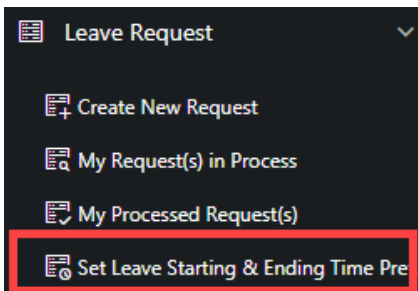 Leave Request
Create New Request
My Request(s) in Process
My Processed Request(s)
Set Leave Starting & Ending Time Pre